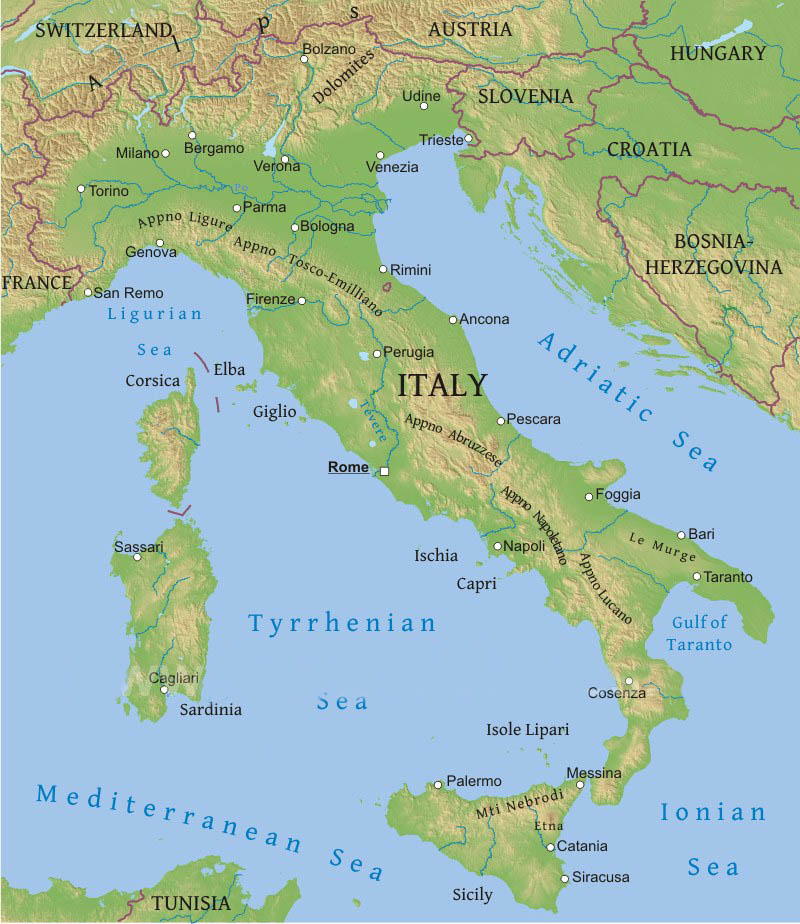 SWITZERLAND
A l p s
AUSTRIA
HUNGARY
Bolzano
Dolomites
Udine
SLOVENIA
Trieste
CROATIA
Milano
Bergamo
Verona
Venezia
Torino
Po
Parma
Appno Ligure
Bologna
BOSNIA-
HERZEGOVINA
Genova
Appno Tosco-Emilliano
Rimini
FRANCE
San Remo
Firenze
Ligurian
Sea
Ancona
Adriatic Sea
Perugia
Elba
Corsica
ITALY
Giglio
Tevere
Pescara
Appno Abruzzese
Rome
Foggia
Appno Napoletano
Bari
Le Murge
Sassari
Ischia
Napoli
Capri
Appno Lucano
Taranto
Tyrrhenian
Sea
Gulf of
Taranto
Cagliari
Sardinia
Cosenza
Isole Lipari
Messina
Palermo
Mti Nebrodi
Mediterranean Sea
Ionian
Sea
Etna
Catania
Siracusa
Sicily
TUNISIA